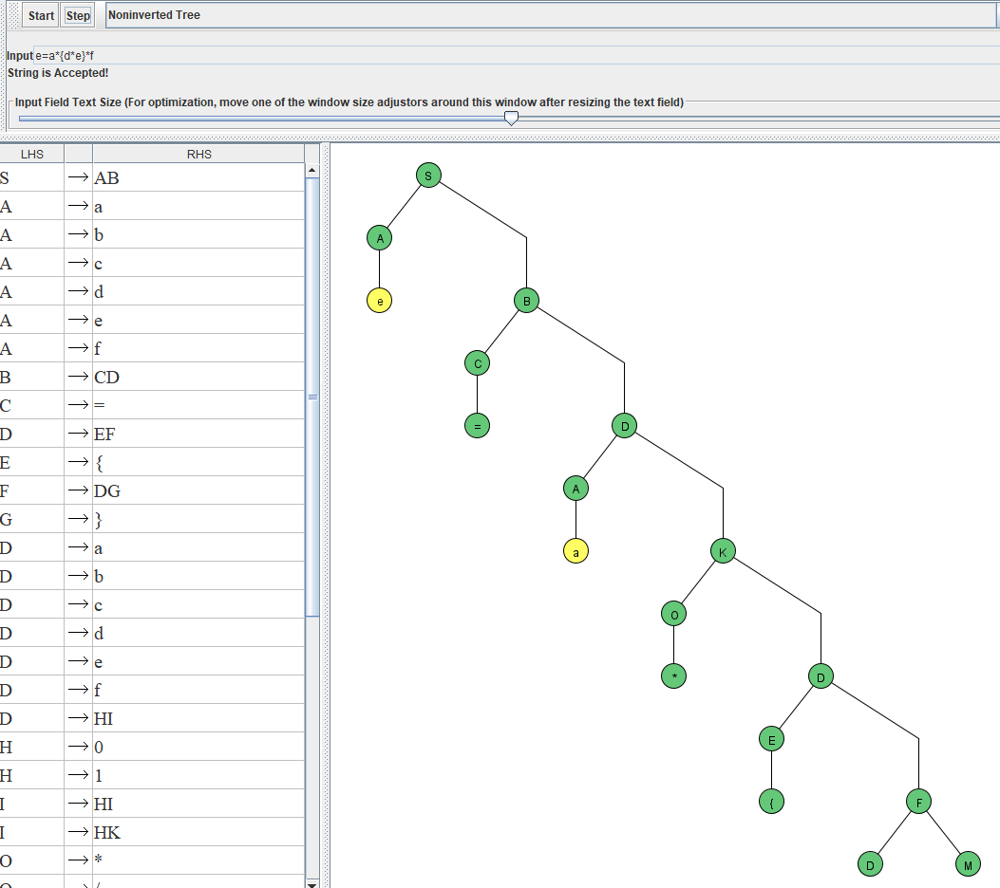 Start Step Noninverted Tree
Input e=a*{d*e}*f
String is Accepted!
Input Field Text Size (For optimization, move one of the window size adjustors around this window after resizing the text field)
LHS RHS
S → AB
A → a
A → b
A → c
A → d
A → e
A → f
B → CD
C → =
D → EF
E → {
F → DG
G → }
D → a
D → b
D → c
D → d
D → e
D → f
D → HI
H → 0
H → 1
I → HI
I → HK
O → *
S
A
e B
C
= D
A
a K
O
* D
E
{ F
D M